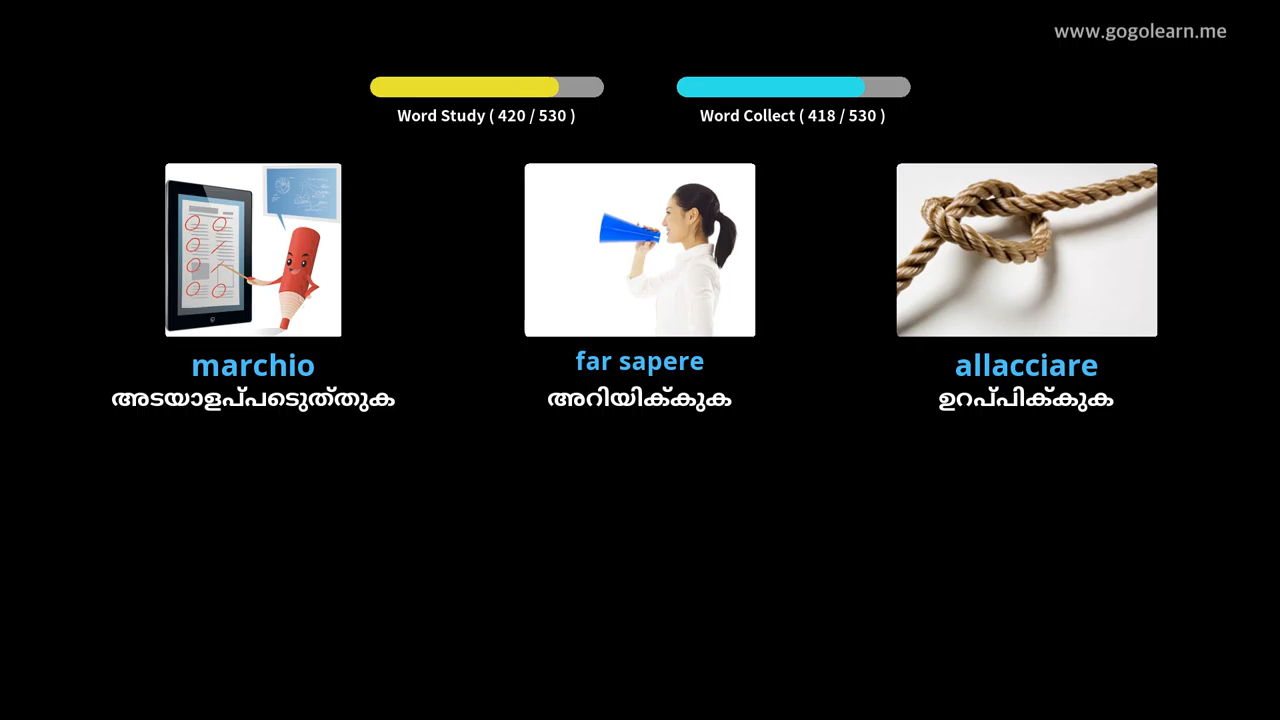 www.gogolearn.me
Word Study ( 420 / 530 )
Word Collect ( 418 / 530 )
marchio
far sapere
allacciare
അടയാളപ്പടെുത്തുക
അറിയിക്കുക
ഉറപ്പിക്കുക